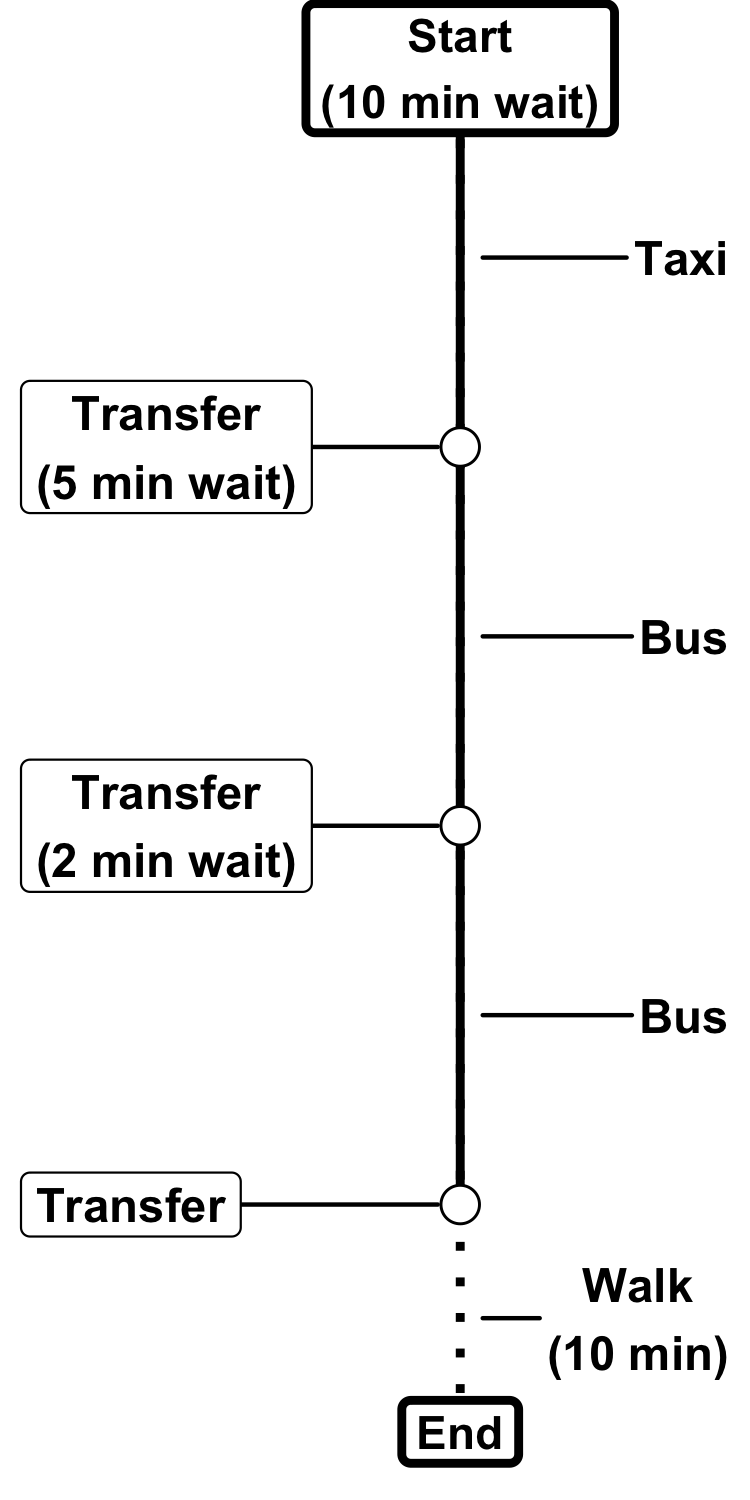 Start
(10 min wait)
Taxi
Transfer
(5 min wait)
Bus
Transfer
(2 min wait)
Bus
Transfer
Walk
(10 min)
End